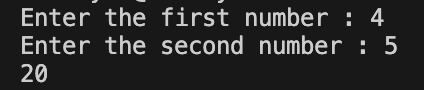 Enter the first number : 4
Enter the second number : 5
20